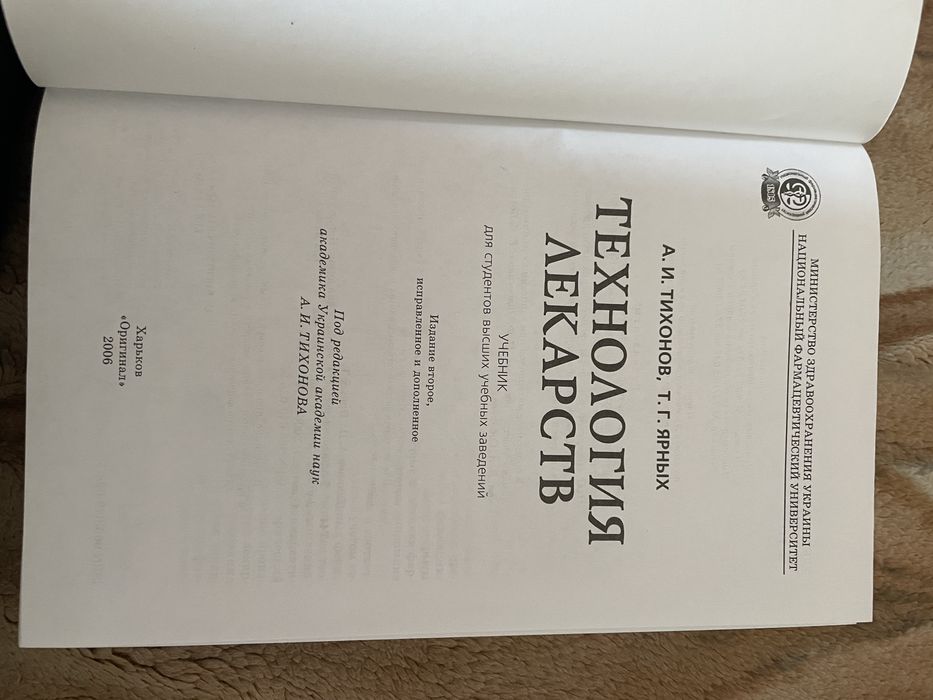 МИНИСТЕРСТВО ЗДРАВООХРАНЕНИЯ УКРАИНЫ
НАЦИОНАЛЬНЫЙ ФАРМАЦЕВТИЧЕСКИЙ УНИВЕРСИТЕТ
1805
А. И. ТИХОНОВ, Т. Г. ЯРНЫХ
ТЕХНОЛОГИЯ
ЛЕКАРСТВ
УЧЕБНИК
для студентов высших учебных заведений
Издание второе,
исправленное и дополненное
Под редакцией
академика Украинской академии наук
А. И. ТИХОНОВА
Харьков
«Оригинал»
2006